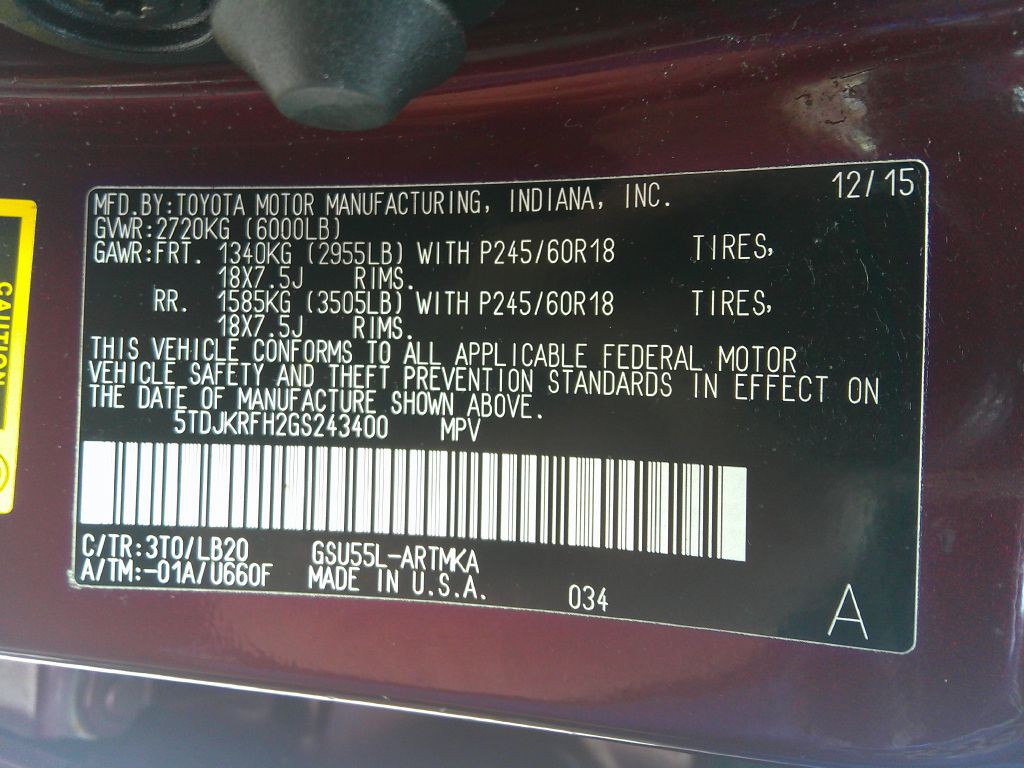 12/15
MFD.BY:TOYOTA MOTOR MANUFACTURING, INDIANA, INC.
GVWR:2720KG (6000LB)
GAWR:FRT. 1340KG (2955LB) WITH P245/60R18 TIRES,
18X7.5J RIMS.
RR. 1585KG (3505LB) WITH P245/60R18 TIRES,
18X7.5J RIMS.
THIS VEHICLE CONFORMS TO ALL APPLICABLE FEDERAL MOTOR
VEHICLE SAFETY AND THEFT PREVENTION STANDARDS IN EFFECT ON
THE DATE OF MANUFACTURE SHOWN ABOVE.
5TDJKRFH2GS243400 MPV
C/TR:3T0/LB20 GSU55L-ARTMKA
A/TM:-01A/U660F MADE IN U.S.A. 034
A
CAUTION